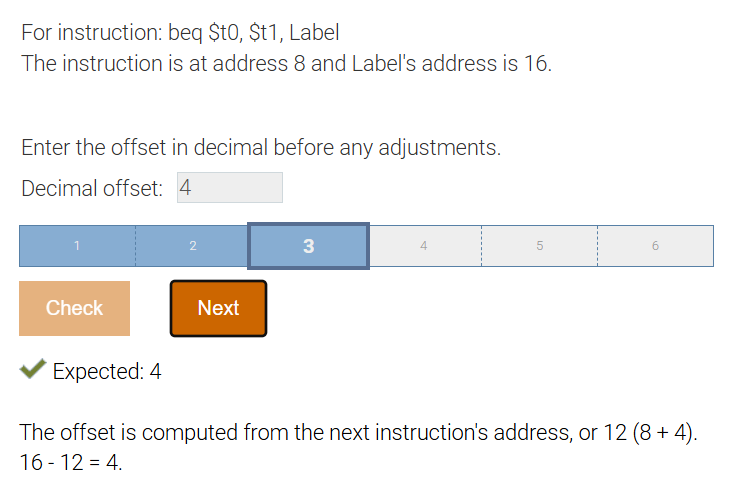 For instruction: beq $t0, $t1, Label
The instruction is at address 8 and Label's address is 16.
Enter the offset in decimal before any adjustments.
Decimal offset: 4
1 2 3 4 5 6
Check Next
Expected: 4
The offset is computed from the next instruction's address, or 12 (8 + 4).
16 - 12 = 4.